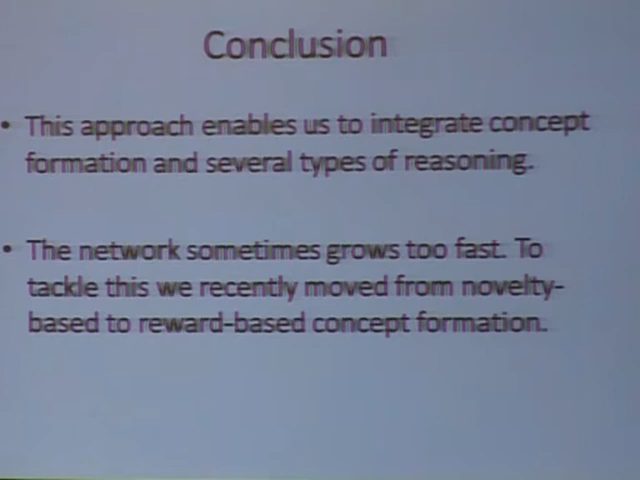 Conclusion
• This approach enables us to integrate concept
formation and several types of reasoning.
• The network sometimes grows too fast. To
tackle this we recently moved from novelty-
based to reward-based concept formation.